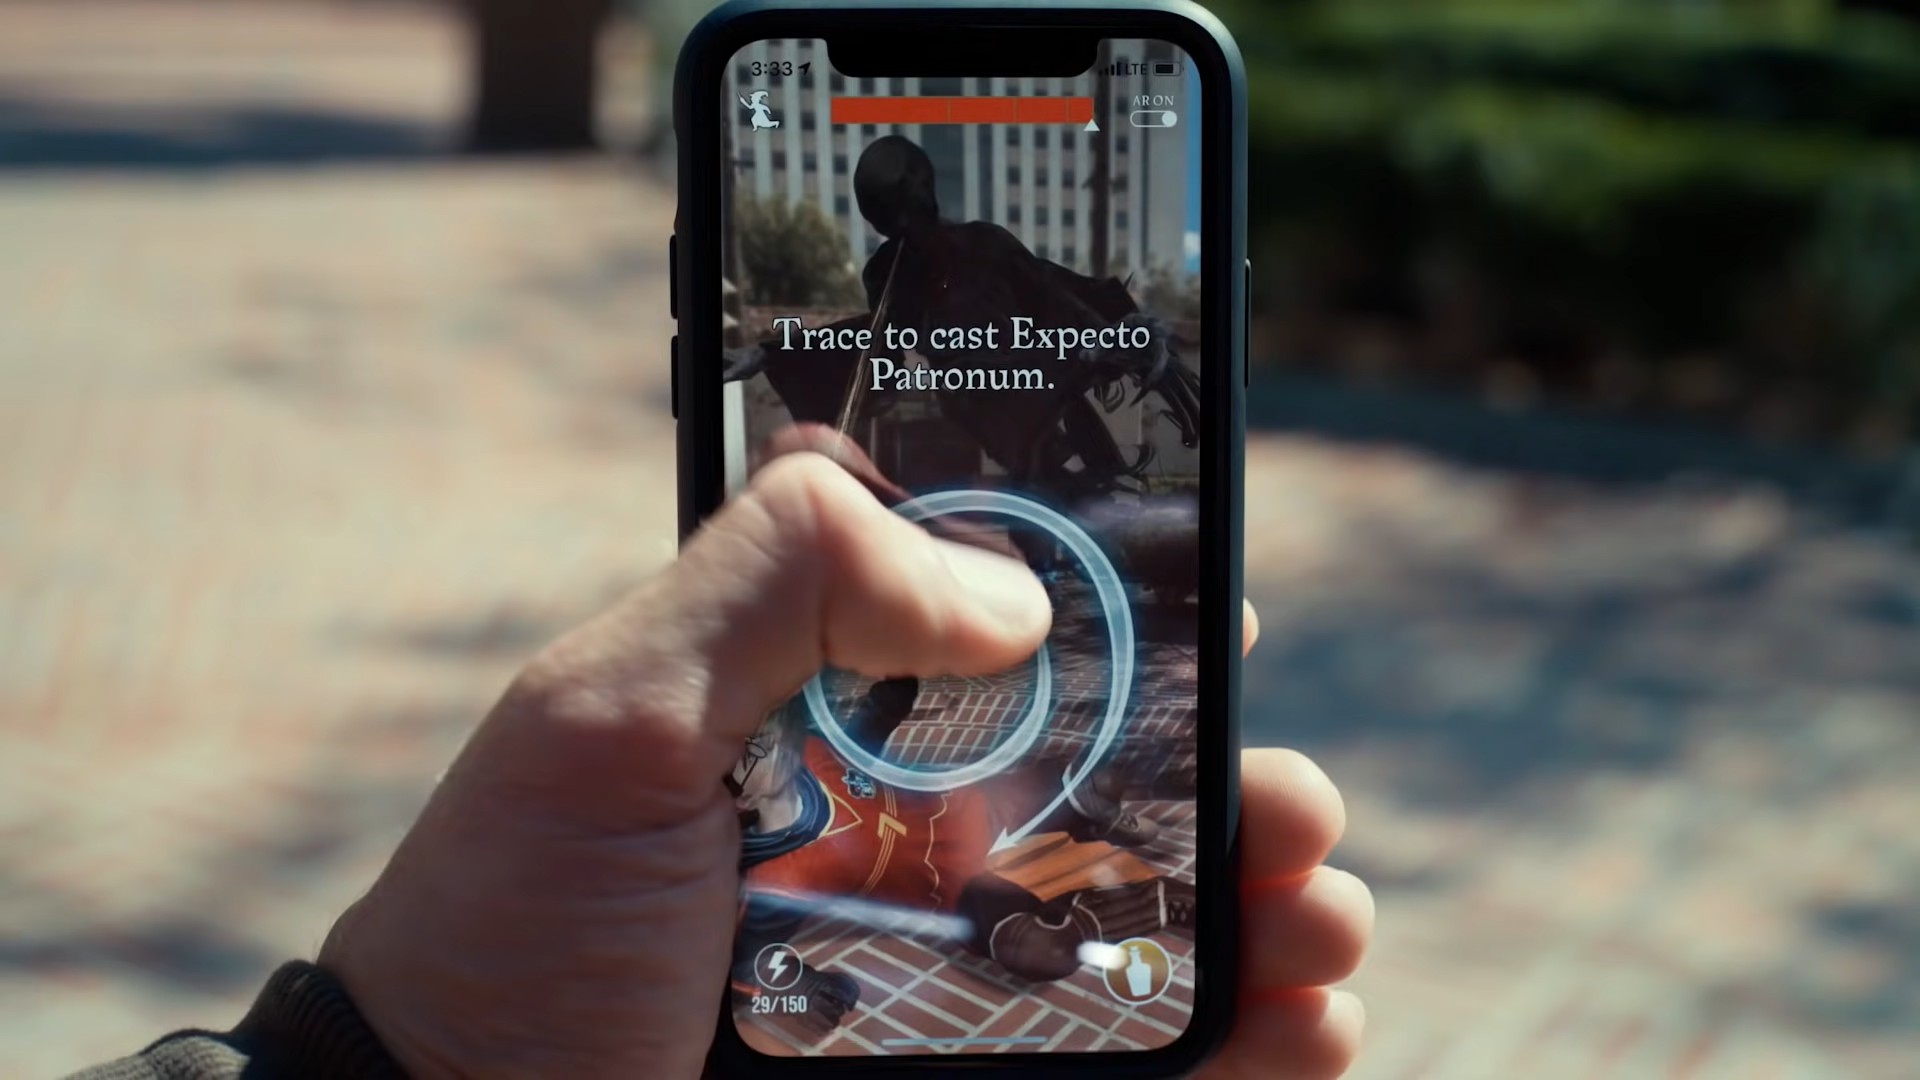 3:33
LTE
AR ON
Trace to cast Expecto
Patronum.
29/150